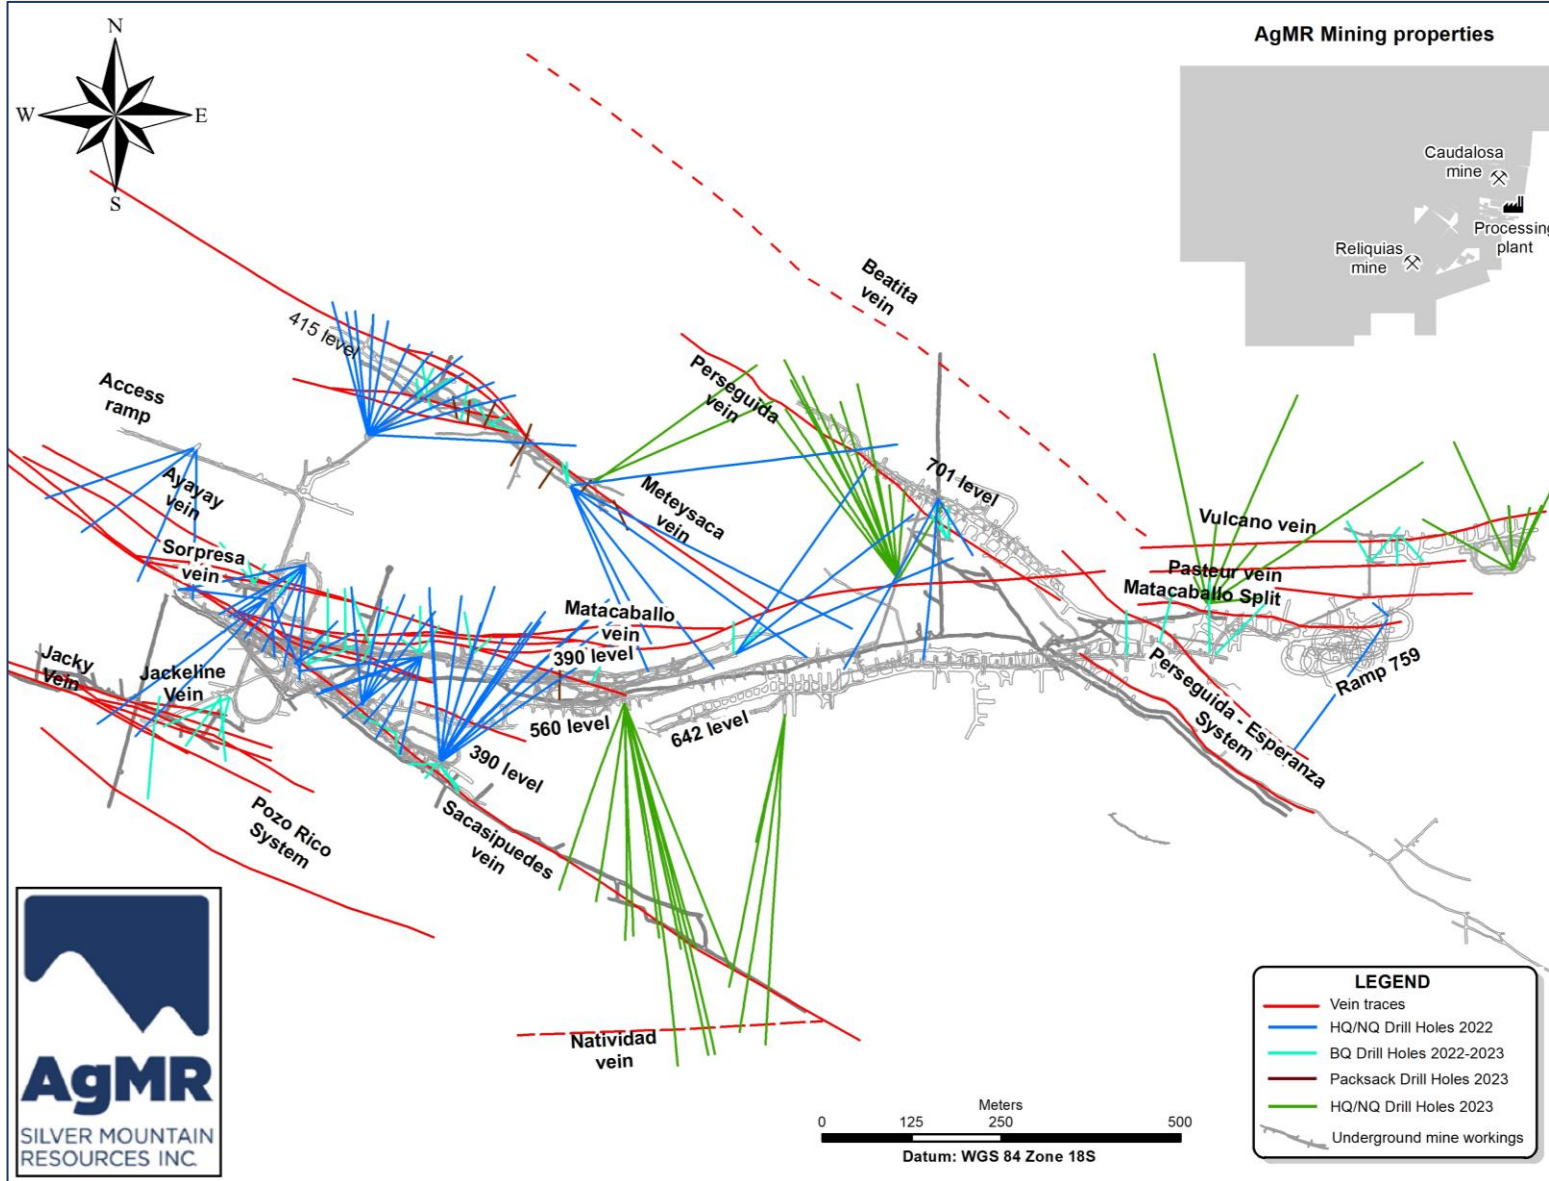 N
W
E
S
AgMR Mining properties
Caudalosa
mine
Processing
plant
Reliquias
mine
Beatita
vein
415 level
Access
ramp
Perseguida
vein
Ayayay
vein
701 level
Meteysaca
vein
Vulcano vein
Sorpresa
vein
Pasteur vein
Matacaballo Split
Matacaballo
vein
390 level
Jacky
Vein
Jackeline
Vein
Ramp 759
Perseguida - Esperanza
System
560 level
642 level
390 level
Pozo Rico
System
Sacasipuedes
vein
Natividad
vein
AgMR
SILVER MOUNTAIN
RESOURCES INC.
Meters
0 125 250 500
Datum: WGS 84 Zone 18S
LEGEND
Vein traces
HQ/NQ Drill Holes 2022
BQ Drill Holes 2022-2023
Packsack Drill Holes 2023
HQ/NQ Drill Holes 2023
Underground mine workings